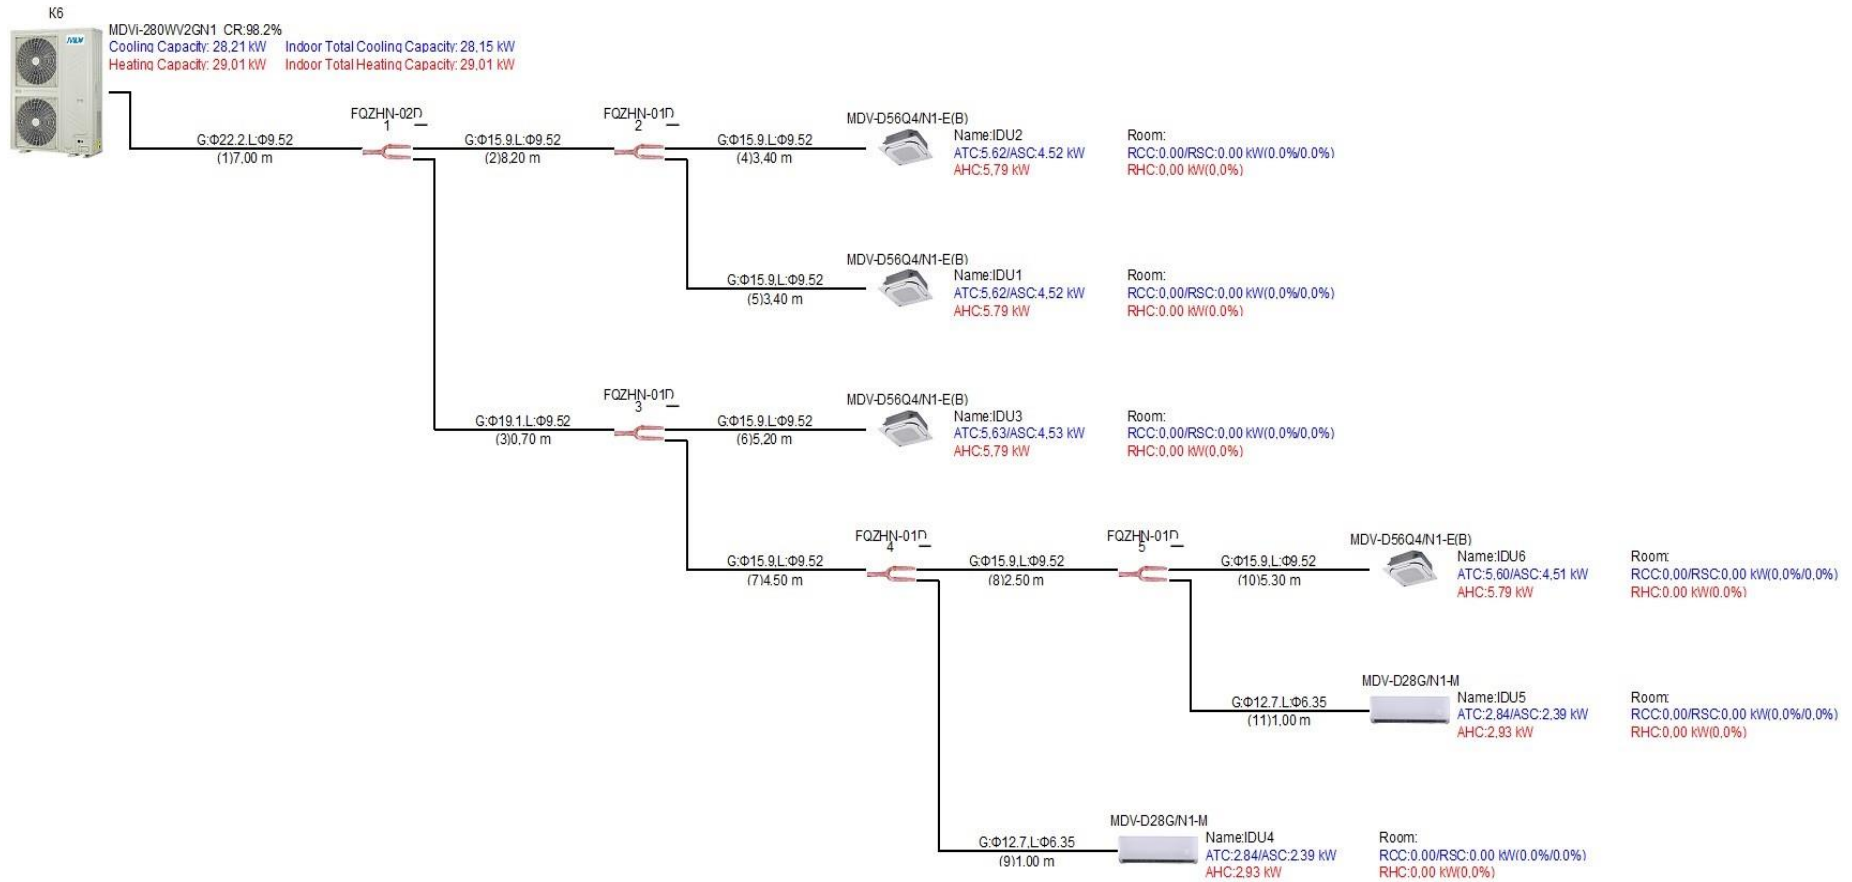 K6
MDV
MDVi-280WV2GN1 CR:98.2%
Cooling Capacity: 28,21 kW Indoor Total Cooling Capacity: 28,15 kW
Heating Capacity: 29,01 kW Indoor Total Heating Capacity: 29,01 kW
FQZHN-02D
1
FQZHN-01D
2
G:Φ22.2,L:Φ9.52
(1)7,00 m
G:Φ15.9,L:Φ9.52
(2)8,20 m
G:Φ15.9,L:Φ9.52
(4)3,40 m
MDV-D56Q4/N1-E(B)
Name:IDU2
ATC:5,62/ASC:4,52 kW
AHC:5,79 kW
Room:
RCC:0,00/RSC:0,00 kW(0,0%/0,0%)
RHC:0,00 kW(0,0%)
G:Φ15.9,L:Φ9.52
(5)3,40 m
MDV-D56Q4/N1-E(B)
Name:IDU1
ATC:5,62/ASC:4,52 kW
AHC:5,79 kW
Room:
RCC:0,00/RSC:0,00 kW(0,0%/0,0%)
RHC:0,00 kW(0,0%)
G:Φ19.1,L:Φ9.52
(3)0,70 m
FQZHN-01D
3
G:Φ15.9,L:Φ9.52
(6)5,20 m
MDV-D56Q4/N1-E(B)
Name:IDU3
ATC:5,63/ASC:4,53 kW
AHC:5,79 kW
Room:
RCC:0,00/RSC:0,00 kW(0,0%/0,0%)
RHC:0,00 kW(0,0%)
G:Φ15.9,L:Φ9.52
(7)4,50 m
FQZHN-01D
4
G:Φ15.9,L:Φ9.52
(8)2,50 m
FQZHN-01D
5
G:Φ15.9,L:Φ9.52
(10)5,30 m
MDV-D56Q4/N1-E(B)
Name:IDU6
ATC:5,60/ASC:4,51 kW
AHC:5,79 kW
Room:
RCC:0,00/RSC:0,00 kW(0,0%/0,0%)
RHC:0,00 kW(0,0%)
G:Φ12.7,L:Φ6.35
(11)1,00 m
MDV-D28G/N1-M
Name:IDU5
ATC:2,84/ASC:2,39 kW
AHC:2,93 kW
Room:
RCC:0,00/RSC:0,00 kW(0,0%/0,0%)
RHC:0,00 kW(0,0%)
G:Φ12.7,L:Φ6.35
(9)1,00 m
MDV-D28G/N1-M
Name:IDU4
ATC:2,84/ASC:2,39 kW
AHC:2,93 kW
Room:
RCC:0,00/RSC:0,00 kW(0,0%/0,0%)
RHC:0,00 kW(0,0%)